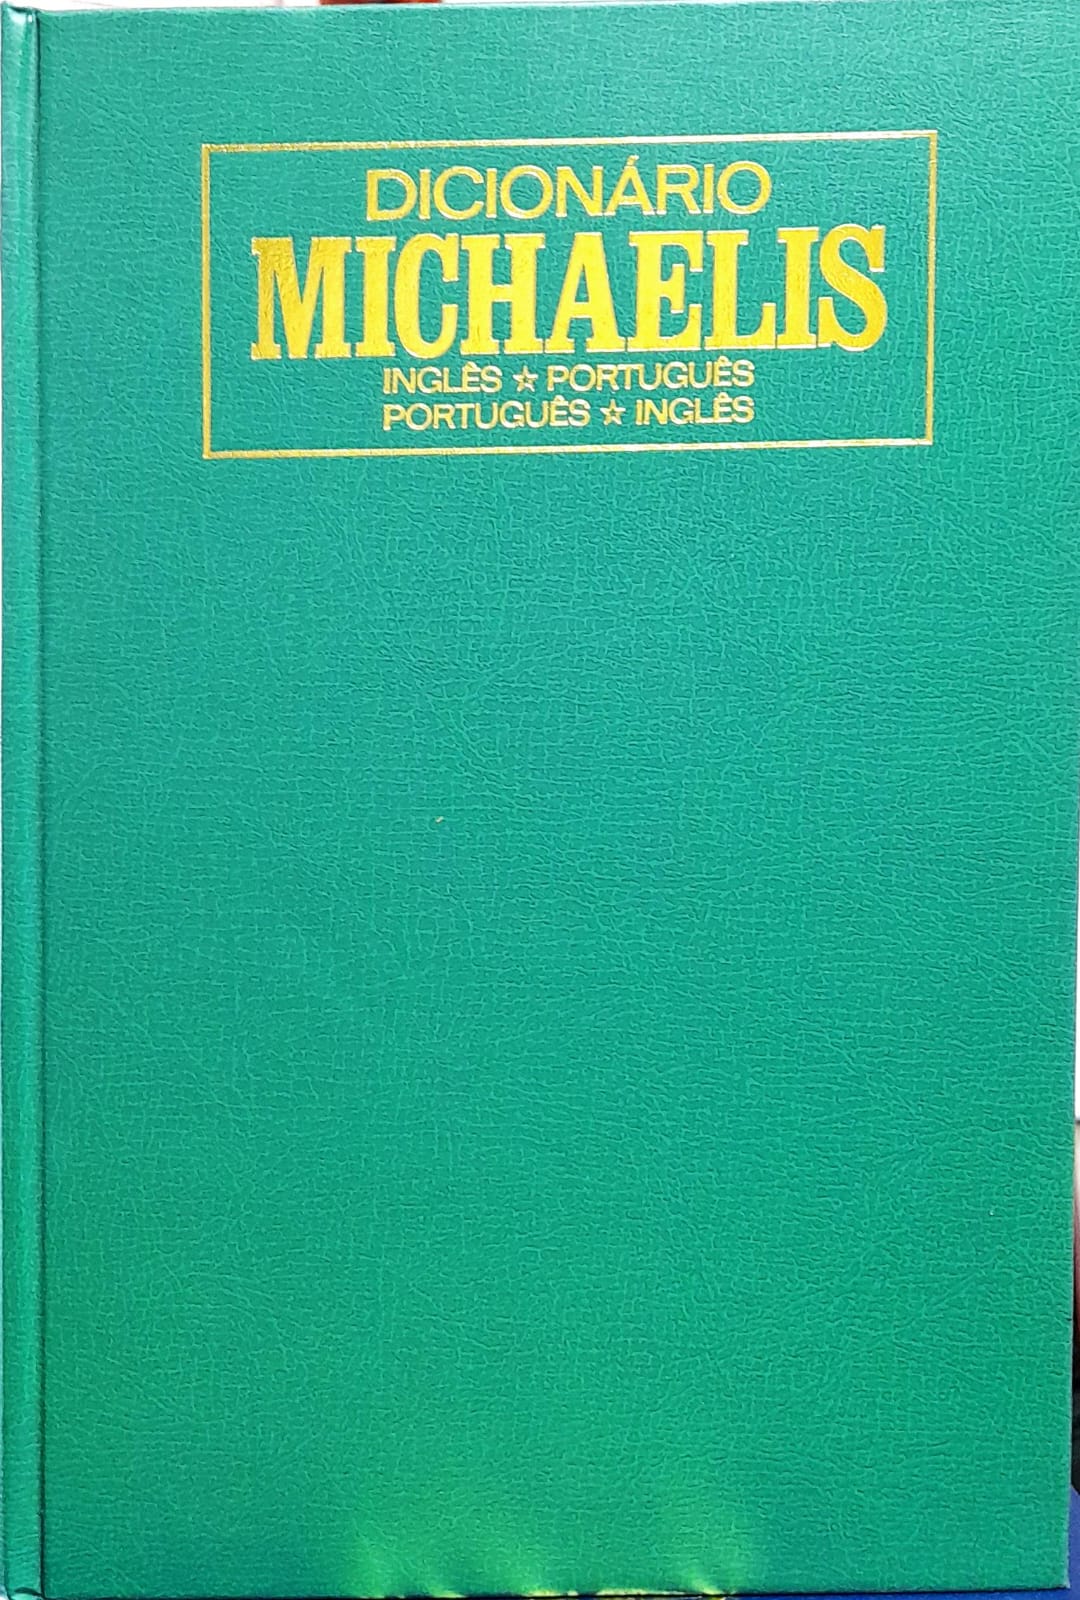 DICIONÁRIO
MICHAELIS
INGLÊS ☆ PORTUGUÊS
PORTUGUÊS ☆ INGLÊS